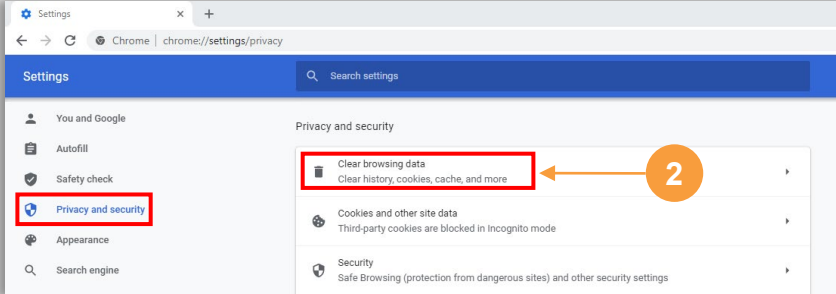 Settings
Chrome | chrome://settings/privacy
Settings
Search settings
You and Google
Autofill
Safety check
Privacy and security
Appearance
Search engine
Privacy and security
Clear browsing data
Clear history, cookies, cache, and more
2
Cookies and other site data
Third-party cookies are blocked in Incognito mode
Security
Safe Browsing (protection from dangerous sites) and other security settings